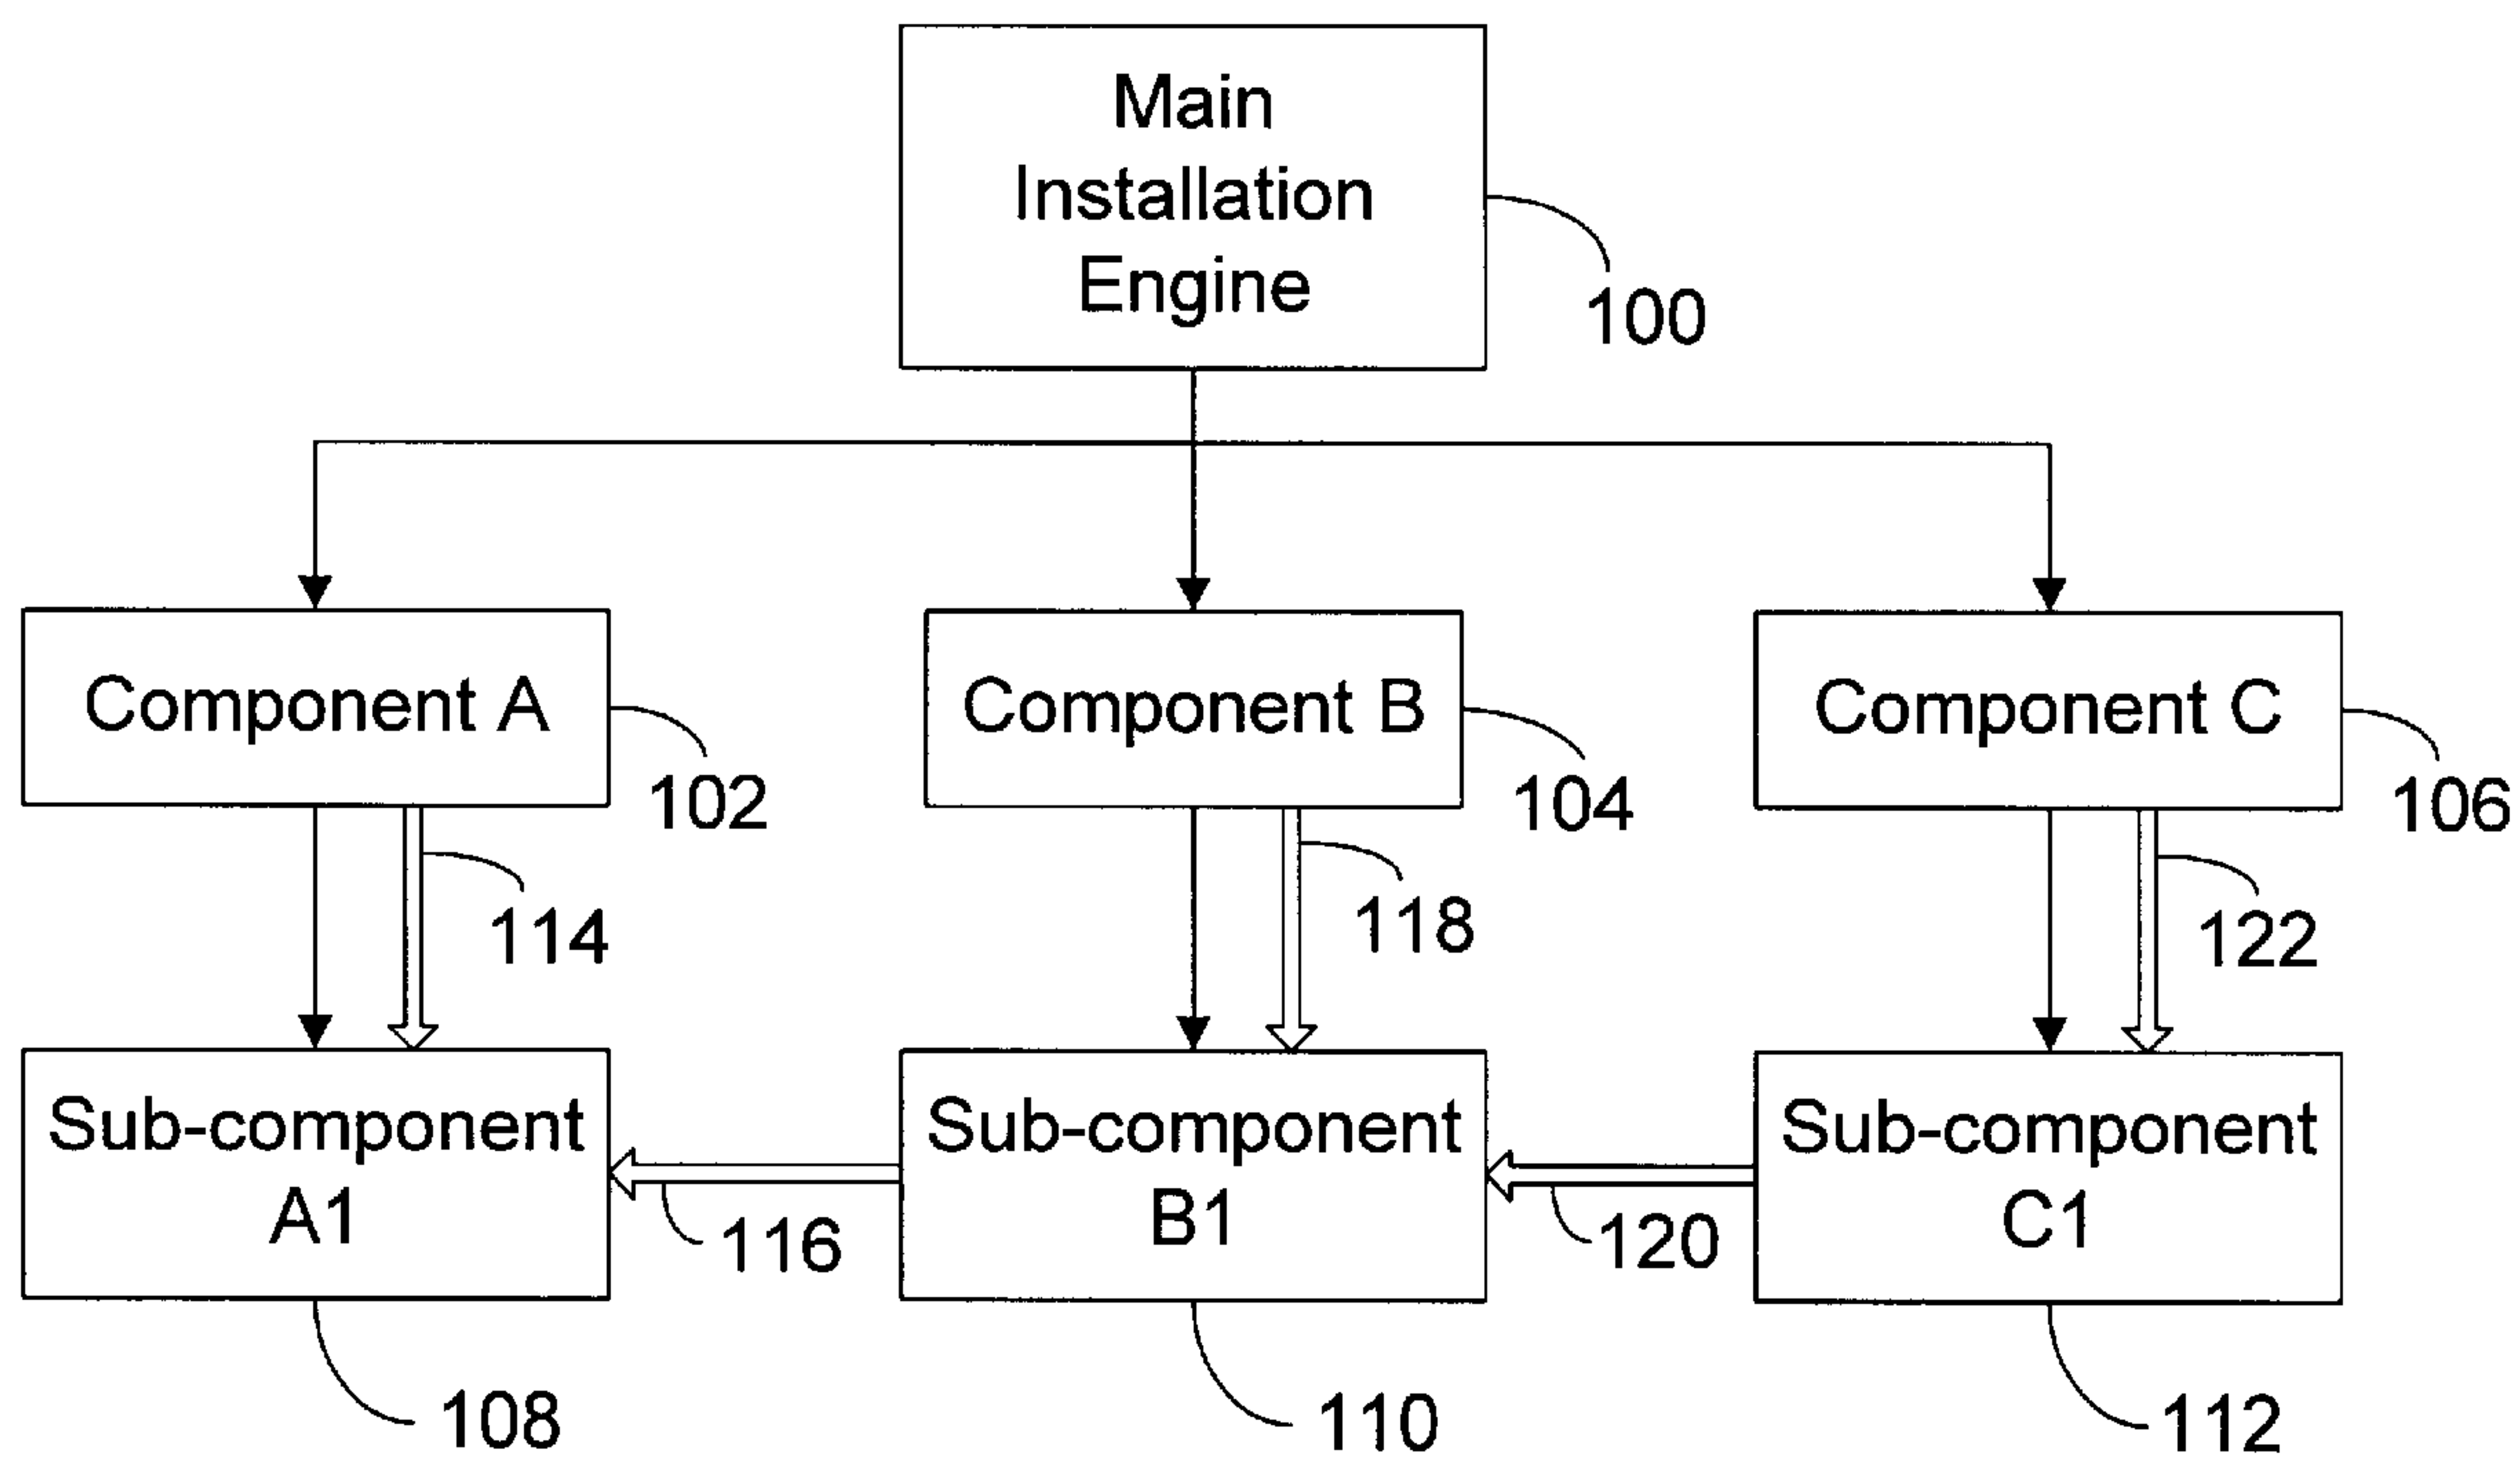 Main
Installation
Engine
100
Component A
Component B
Component C
102
104
106
114
118
122
Sub-component
A1
Sub-component
B1
Sub-component
C1
116
120
108
110
112